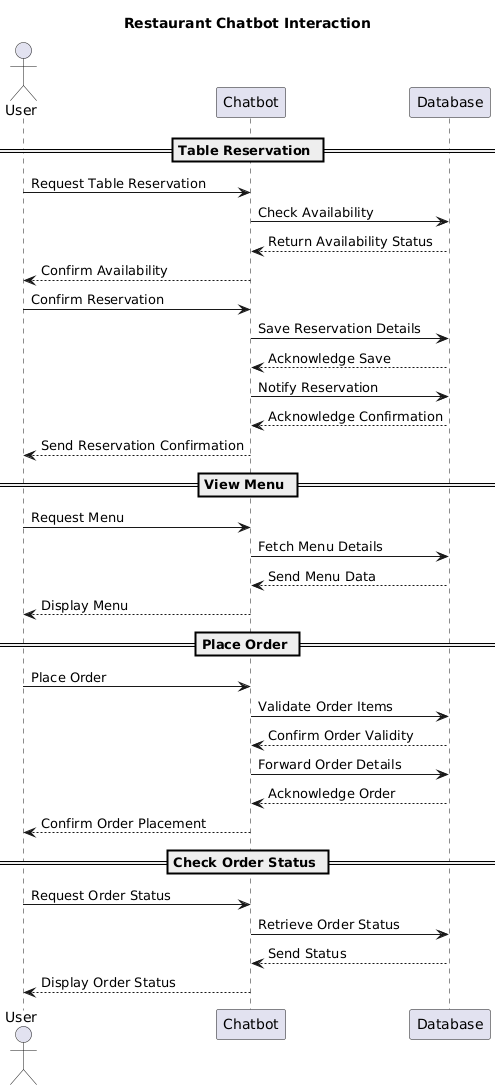 Restaurant Chatbot Interaction
User
Chatbot
Database
Table Reservation
Request Table Reservation
Check Availability
Return Availability Status
Confirm Availability
Confirm Reservation
Save Reservation Details
Acknowledge Save
Notify Reservation
Acknowledge Confirmation
Send Reservation Confirmation
View Menu
Request Menu
Fetch Menu Details
Send Menu Data
Display Menu
Place Order
Place Order
Validate Order Items
Confirm Order Validity
Forward Order Details
Acknowledge Order
Confirm Order Placement
Check Order Status
Request Order Status
Retrieve Order Status
Send Status
Display Order Status
User
Chatbot
Database